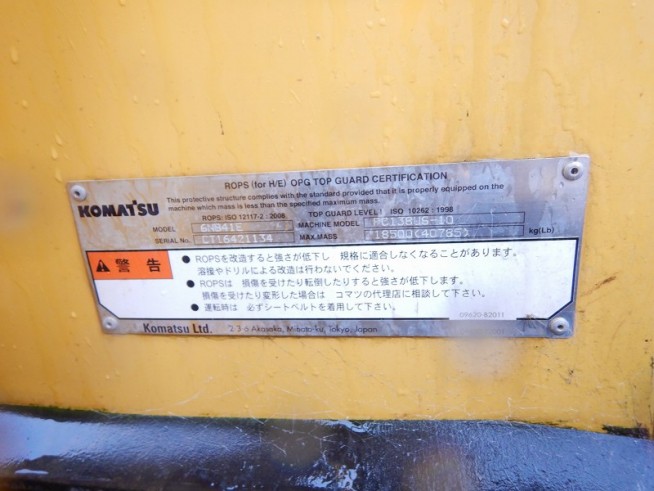 ROPS (for H/E) OPG TOP GUARD CERTIFICATION
KOMATSU
This protective structure complies with the standard provided that it is properly equipped on the
machine which mass is less than the specified maximum mass.
ROPS: ISO 12117-2 : 2008 TOP GUARD LEVEL I ISO 10262 : 1998
MODEL MACHINE MODEL PC138US-10
SERIAL MAX.MASS 18500(40785) kg(Lb)
警告
● ROPSを改造すると強さが低下し 規格に適合しなくなることがあります。
溶接やドリルによる改造は行わないでください。
● ROPSは 損傷を受けたり転倒したりすると強さが低下します。
損傷を受けたり変形した場合は コマツの代理店に相談して下さい。
● 運転時は 必ずシートベルトを着用して下さい。
09620-B2011
Komatsu Ltd. 2-3-6 Akasaka, Minato-ku, Tokyo, Japan